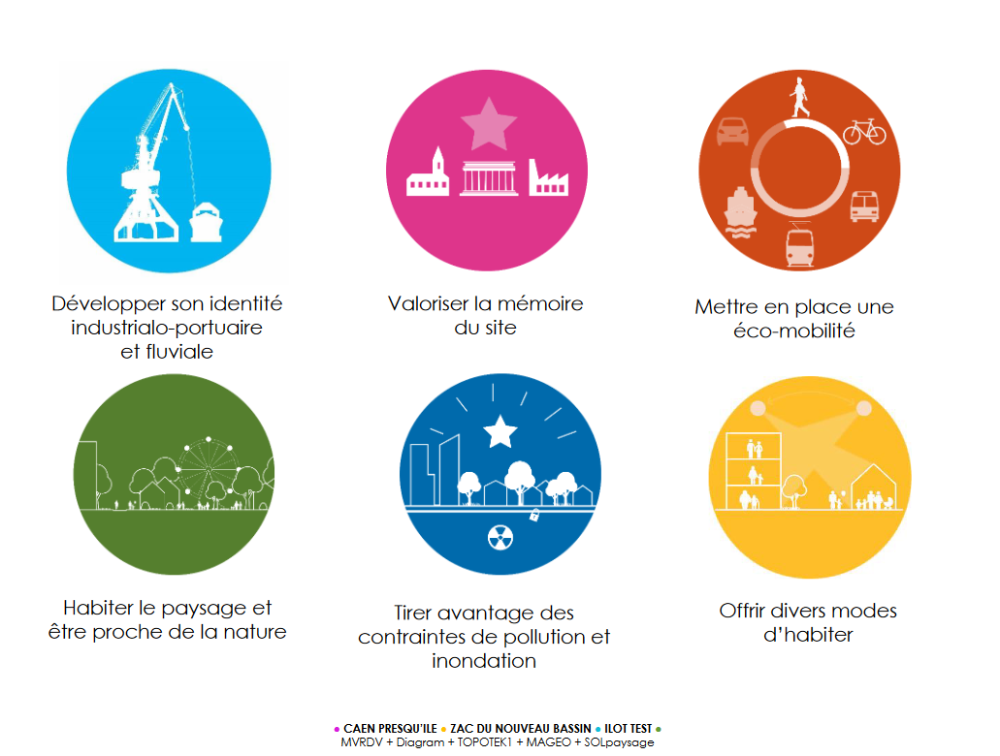 Développer son identité
industrialo-portuaire
et fluviale
Valoriser la mémoire
du site
Mettre en place une
éco-mobilité
Habiter le paysage et
être proche de la nature
Tirer avantage des
contraintes de pollution et
inondation
Offrir divers modes
d'habiter
• CAEN PRESQU'ILE • ZAC DU NOUVEAU BASSIN • ILOT TEST •
MVRDV + Diagram + TOPOTEK1 + MAGEO + SOLpaysage